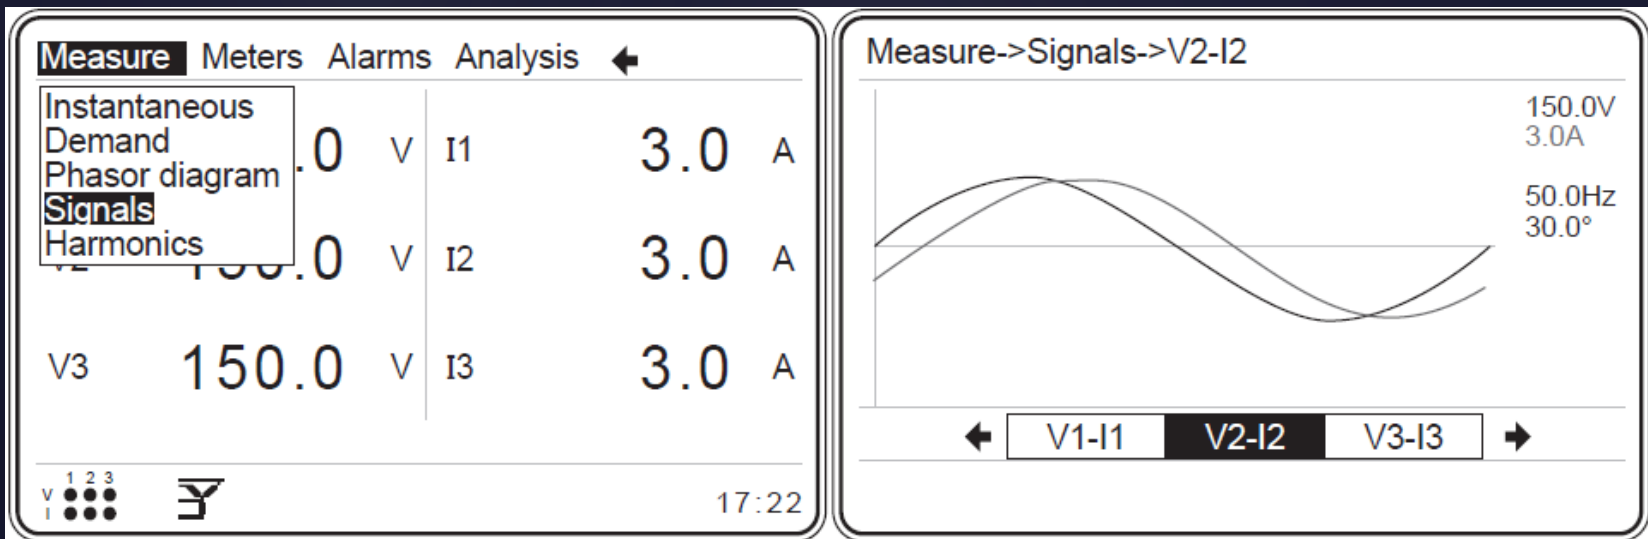 Measure Meters Alarms Analysis
Instantaneous
Demand
Phasor diagram
Signals
Harmonics
.0 V I1 3.0 A
.0 V I2 3.0 A
V3 150.0 V I3 3.0 A
1 2 3
V
I
17:22
Measure->Signals->V2-I2
150.0V
3.0A
50.0Hz
30.0°
V1-I1 V2-I2 V3-I3